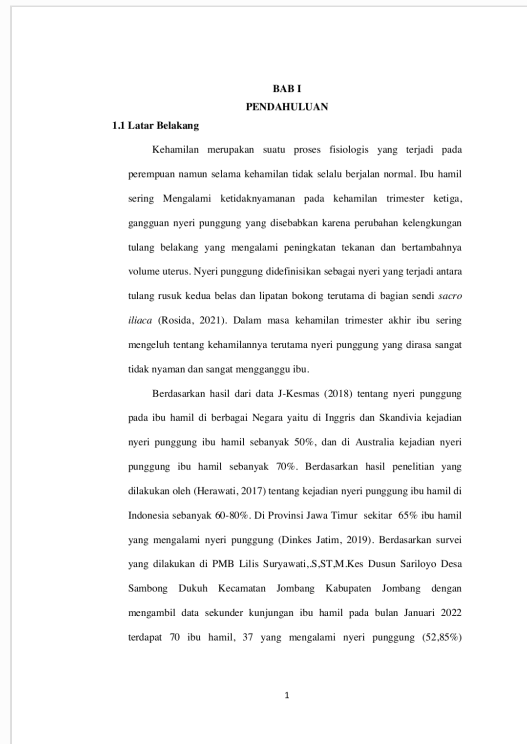 BAB I
PENDAHULUAN
1.1 Latar Belakang
Kehamilan merupakan suatu proses fisiologis yang terjadi pada
perempuan namun selama kehamilan tidak selalu berjalan normal. Ibu hamil
sering Mengalami ketidaknyamanan pada kehamilan trimester ketiga,
gangguan nyeri punggung yang disebabkan karena perubahan kelengkungan
tulang belakang yang mengalami peningkatan tekanan dan bertambahnya
volume uterus. Nyeri punggung didefinisikan sebagai nyeri yang terjadi antara
tulang rusuk kedua belas dan lipatan bokong terutama di bagian sendi sacro
iliaca (Rosida, 2021). Dalam masa kehamilan trimester akhir ibu sering
mengeluh tentang kehamilannya terutama nyeri punggung yang dirasa sangat
tidak nyaman dan sangat mengganggu ibu.
Berdasarkan hasil dari data J-Kesmas (2018) tentang nyeri punggung
pada ibu hamil di berbagai Negara yaitu di Inggris dan Skandivia kejadian
nyeri punggung ibu hamil sebanyak 50%, dan di Australia kejadian nyeri
punggung ibu hamil sebanyak 70%. Berdasarkan hasil penelitian yang
dilakukan oleh (Herawati, 2017) tentang kejadian nyeri punggung ibu hamil di
Indonesia sebanyak 60-80%. Di Provinsi Jawa Timur sekitar 65% ibu hamil
yang mengalami nyeri punggung (Dinkes Jatim, 2019). Berdasarkan survei
yang dilakukan di PMB Lilis Suryawati,.S,ST,M.Kes Dusun Sariloyo Desa
Sambong Dukuh Kecamatan Jombang Kabupaten Jombang dengan
mengambil data sekunder kunjungan ibu hamil pada bulan Januari 2022
terdapat 70 ibu hamil, 37 yang mengalami nyeri punggung (52,85%)
1